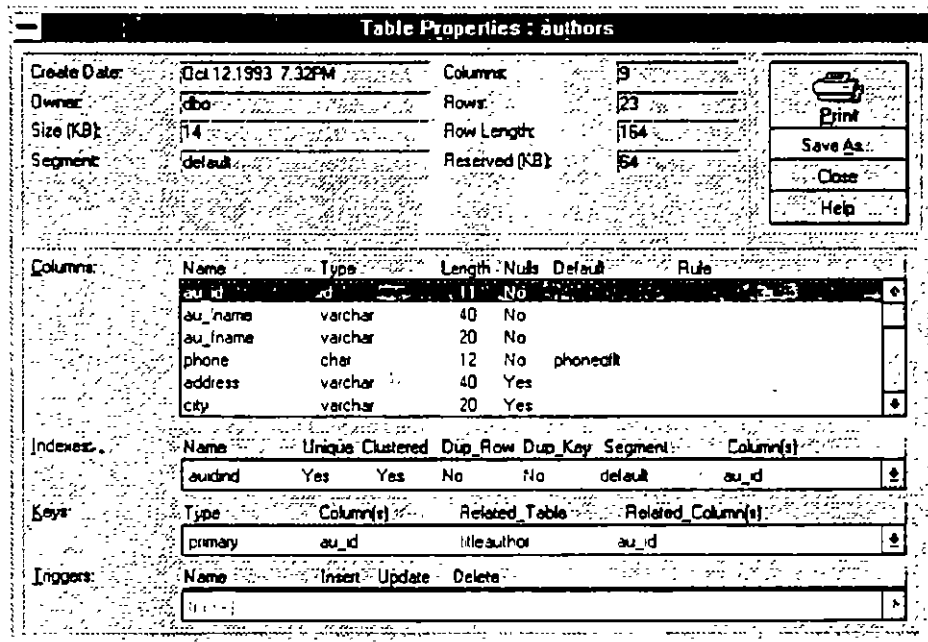 Table Properties : authors
Create Date: Oct 12 1993 7:32PM Columns: 9
Owner: dbo Rows: 23
Size (KB): 14 Row Length: 164
Segment: default Reserved (KB): 64
Print
Save As...
Close
Help
Columns: Name Type Length Nulls Default Rule
au_id id 11 No
au_lname varchar 40 No
au_fname varchar 20 No
phone char 12 No phonedflt
address varchar 40 Yes
city varchar 20 Yes
Indexes: Name Unique Clustered Dup_Row Dup_Key Segment Column(s)
auidind Yes Yes No No default au_id
Keys: Type Column(s) Related_Table Related_Column(s)
primary au_id titleauthor au_id
Triggers: Name Insert Update Delete